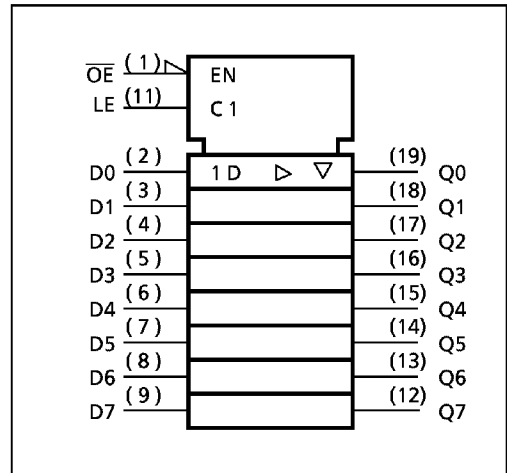 OE (1) EN
LE (11) C1
D0 (2) 1D (19) Q0
D1 (3) (18) Q1
D2 (4) (17) Q2
D3 (5) (16) Q3
D4 (6) (15) Q4
D5 (7) (14) Q5
D6 (8) (13) Q6
D7 (9) (12) Q7